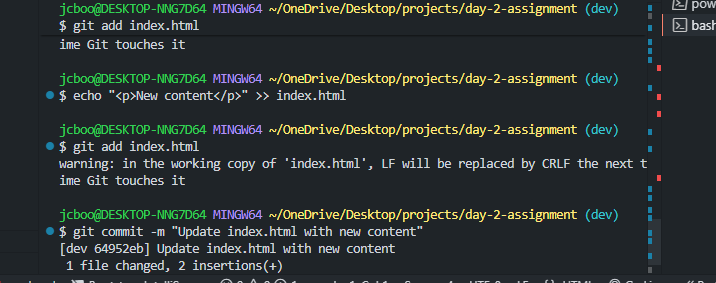 jcboo@DESKTOP-NNG7D64 MINGW64 ~/OneDrive/Desktop/projects/day-2-assignment (dev)
$ git add index.html
ime Git touches it
jcboo@DESKTOP-NNG7D64 MINGW64 ~/OneDrive/Desktop/projects/day-2-assignment (dev)
$ echo "<p>New content</p>" >> index.html
jcboo@DESKTOP-NNG7D64 MINGW64 ~/OneDrive/Desktop/projects/day-2-assignment (dev)
$ git add index.html
warning: in the working copy of 'index.html', LF will be replaced by CRLF the next t
ime Git touches it
jcboo@DESKTOP-NNG7D64 MINGW64 ~/OneDrive/Desktop/projects/day-2-assignment (dev)
$ git commit -m "Update index.html with new content"
[dev 64952eb] Update index.html with new content
1 file changed, 2 insertions(+)
pow
bash